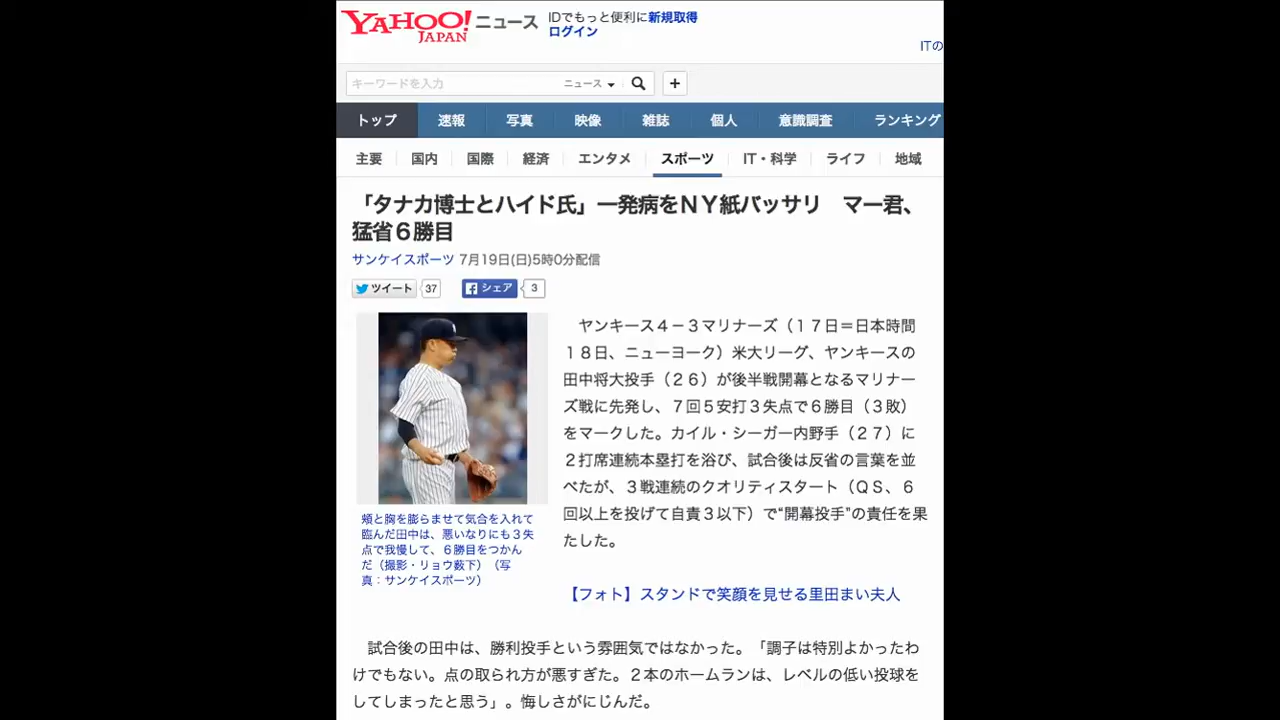 YAHOO! ニュース
JAPAN
IDでもっと便利に新規取得
ログイン
ITの
キーワードを入力
ニュース
+
トップ 速報 写真 映像 雑誌 個人 意識調査 ランキング
主要 国内 国際 経済 エンタメ スポーツ IT・科学 ライフ 地域
「タナカ博士とハイド氏」一発病をＮＹ紙バッサリ　マー君、
猛省６勝目
サンケイスポーツ 7月19日(日)5時0分配信
ツイート 37 シェア 3
ヤンキース４－３マリナーズ（１７日＝日本時間
１８日、ニューヨーク）米大リーグ、ヤンキースの
田中将大投手（２６）が後半戦開幕となるマリナー
ズ戦に先発し、７回５安打３失点で６勝目（３敗）
をマークした。カイル・シーガー内野手（２７）に
２打席連続本塁打を浴び、試合後は反省の言葉を並
べたが、３戦連続のクオリティスタート（ＱＳ、６
回以上を投げて自責３以下）で“開幕投手”の責任を果
たした。
頬と胸を膨らませて気合を入れて
臨んだ田中は、悪いなりにも３失
点で我慢して、６勝目をつかん
だ（撮影・リョウ薮下）（写
真：サンケイスポーツ）
【フォト】スタンドで笑顔を見せる里田まい夫人
試合後の田中は、勝利投手という雰囲気ではなかった。「調子は特別よかったわ
けでもない。点の取られ方が悪すぎた。２本のホームランは、レベルの低い投球を
してしまったと思う」。悔しさがにじんだ。